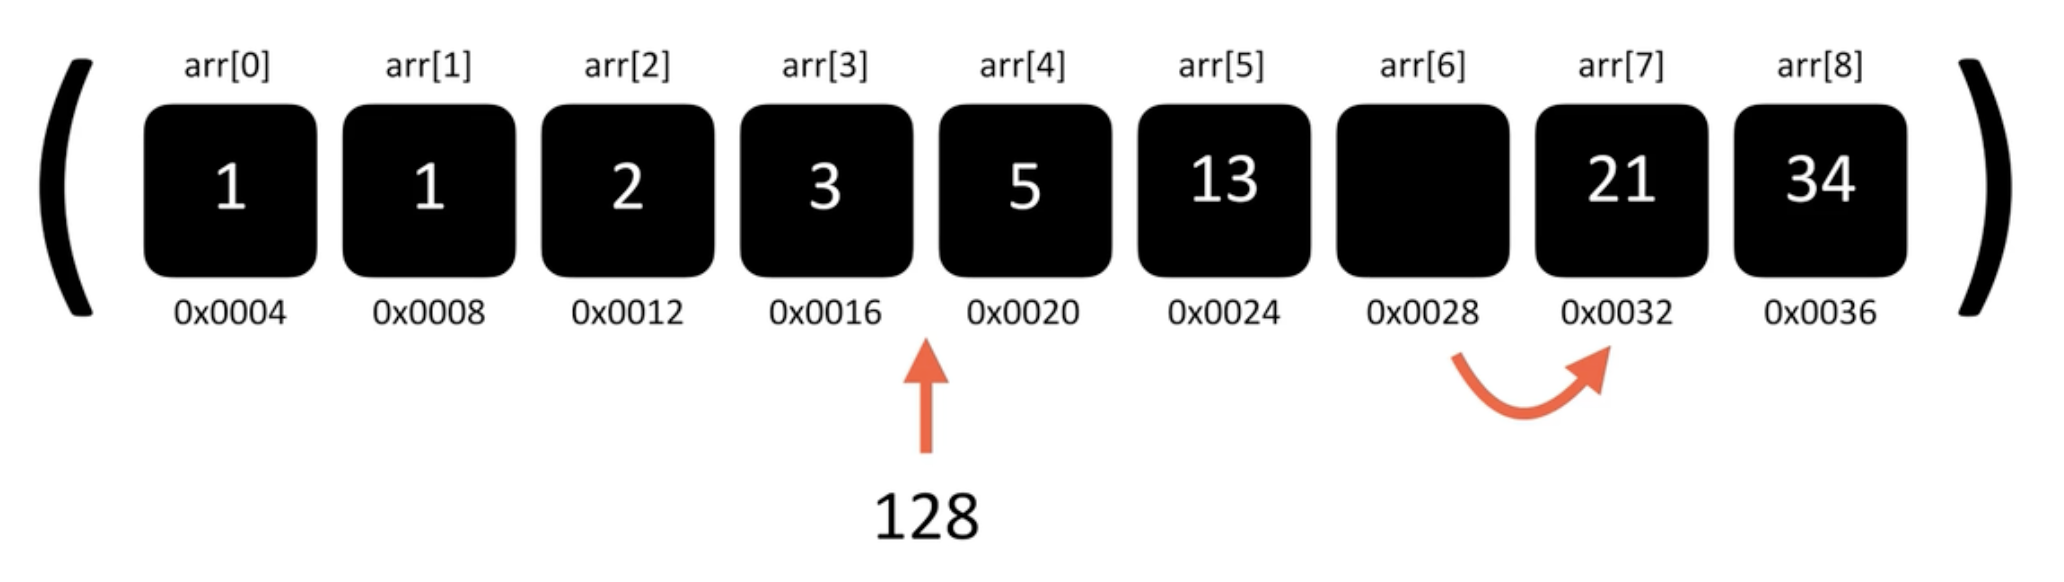 arr[0] arr[1] arr[2] arr[3] arr[4] arr[5] arr[6] arr[7] arr[8]
1 1 2 3 5 13 21 34
0x0004 0x0008 0x0012 0x0016 0x0020 0x0024 0x0028 0x0032 0x0036
128